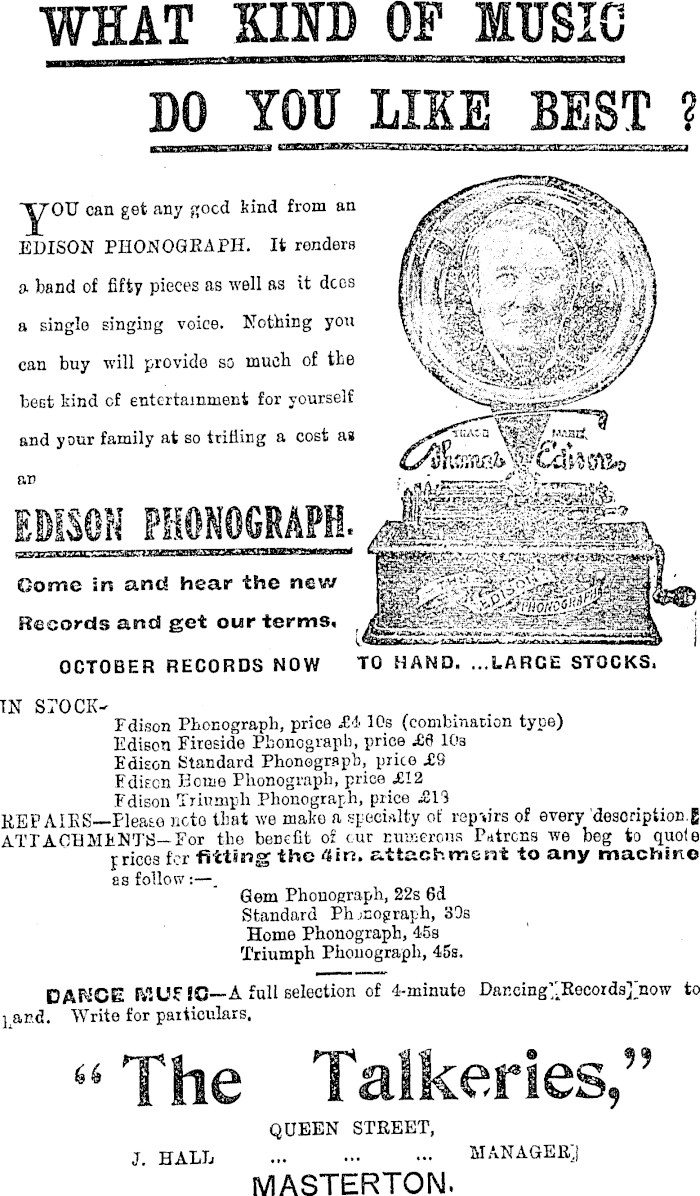 WHAT KIND OF MUSIC
DO YOU LIKE BEST ?
YOU can get any good kind from an
EDISON PHONOGRAPH. It renders
a band of fifty pieces as well as it does
a single singing voice. Nothing you
can buy will provide so much of the
best kind of entertainment for yourself
and your family at so trifling a cost as
an
EDISON PHONOGRAPH.
Come in and hear the new
Records and get our terms.
TRADE MARK
Thomas Edison
EDISON
PHONOGRAPH
OCTOBER RECORDS NOW TO HAND. ...LARGE STOCKS.
IN STOCK-
Edison Phonograph, price £4 10s (combination type)
Edison Fireside Phonograph, price £6 10s
Edison Standard Phonograph, price £9
Edison Home Phonograph, price £12
Edison Triumph Phonograph, price
REPAIRS—Please note that we make a specialty of repairs of every description.
ATTACHMENTS—For the benefit of our numerous Patrons we beg to quote
prices for fitting the 4in. attachment to any machine
as follow:—
Gem Phonograph, 22s 6d
Standard Phonograph, 30s
Home Phonograph, 45s
Triumph Phonograph, 45s.
DANCE MUSIC—A full selection of 4-minute Dancing Records now to
hand. Write for particulars.
"The Talkeries,"
QUEEN STREET,
J. HALL ... ... ... MANAGER
MASTERTON.